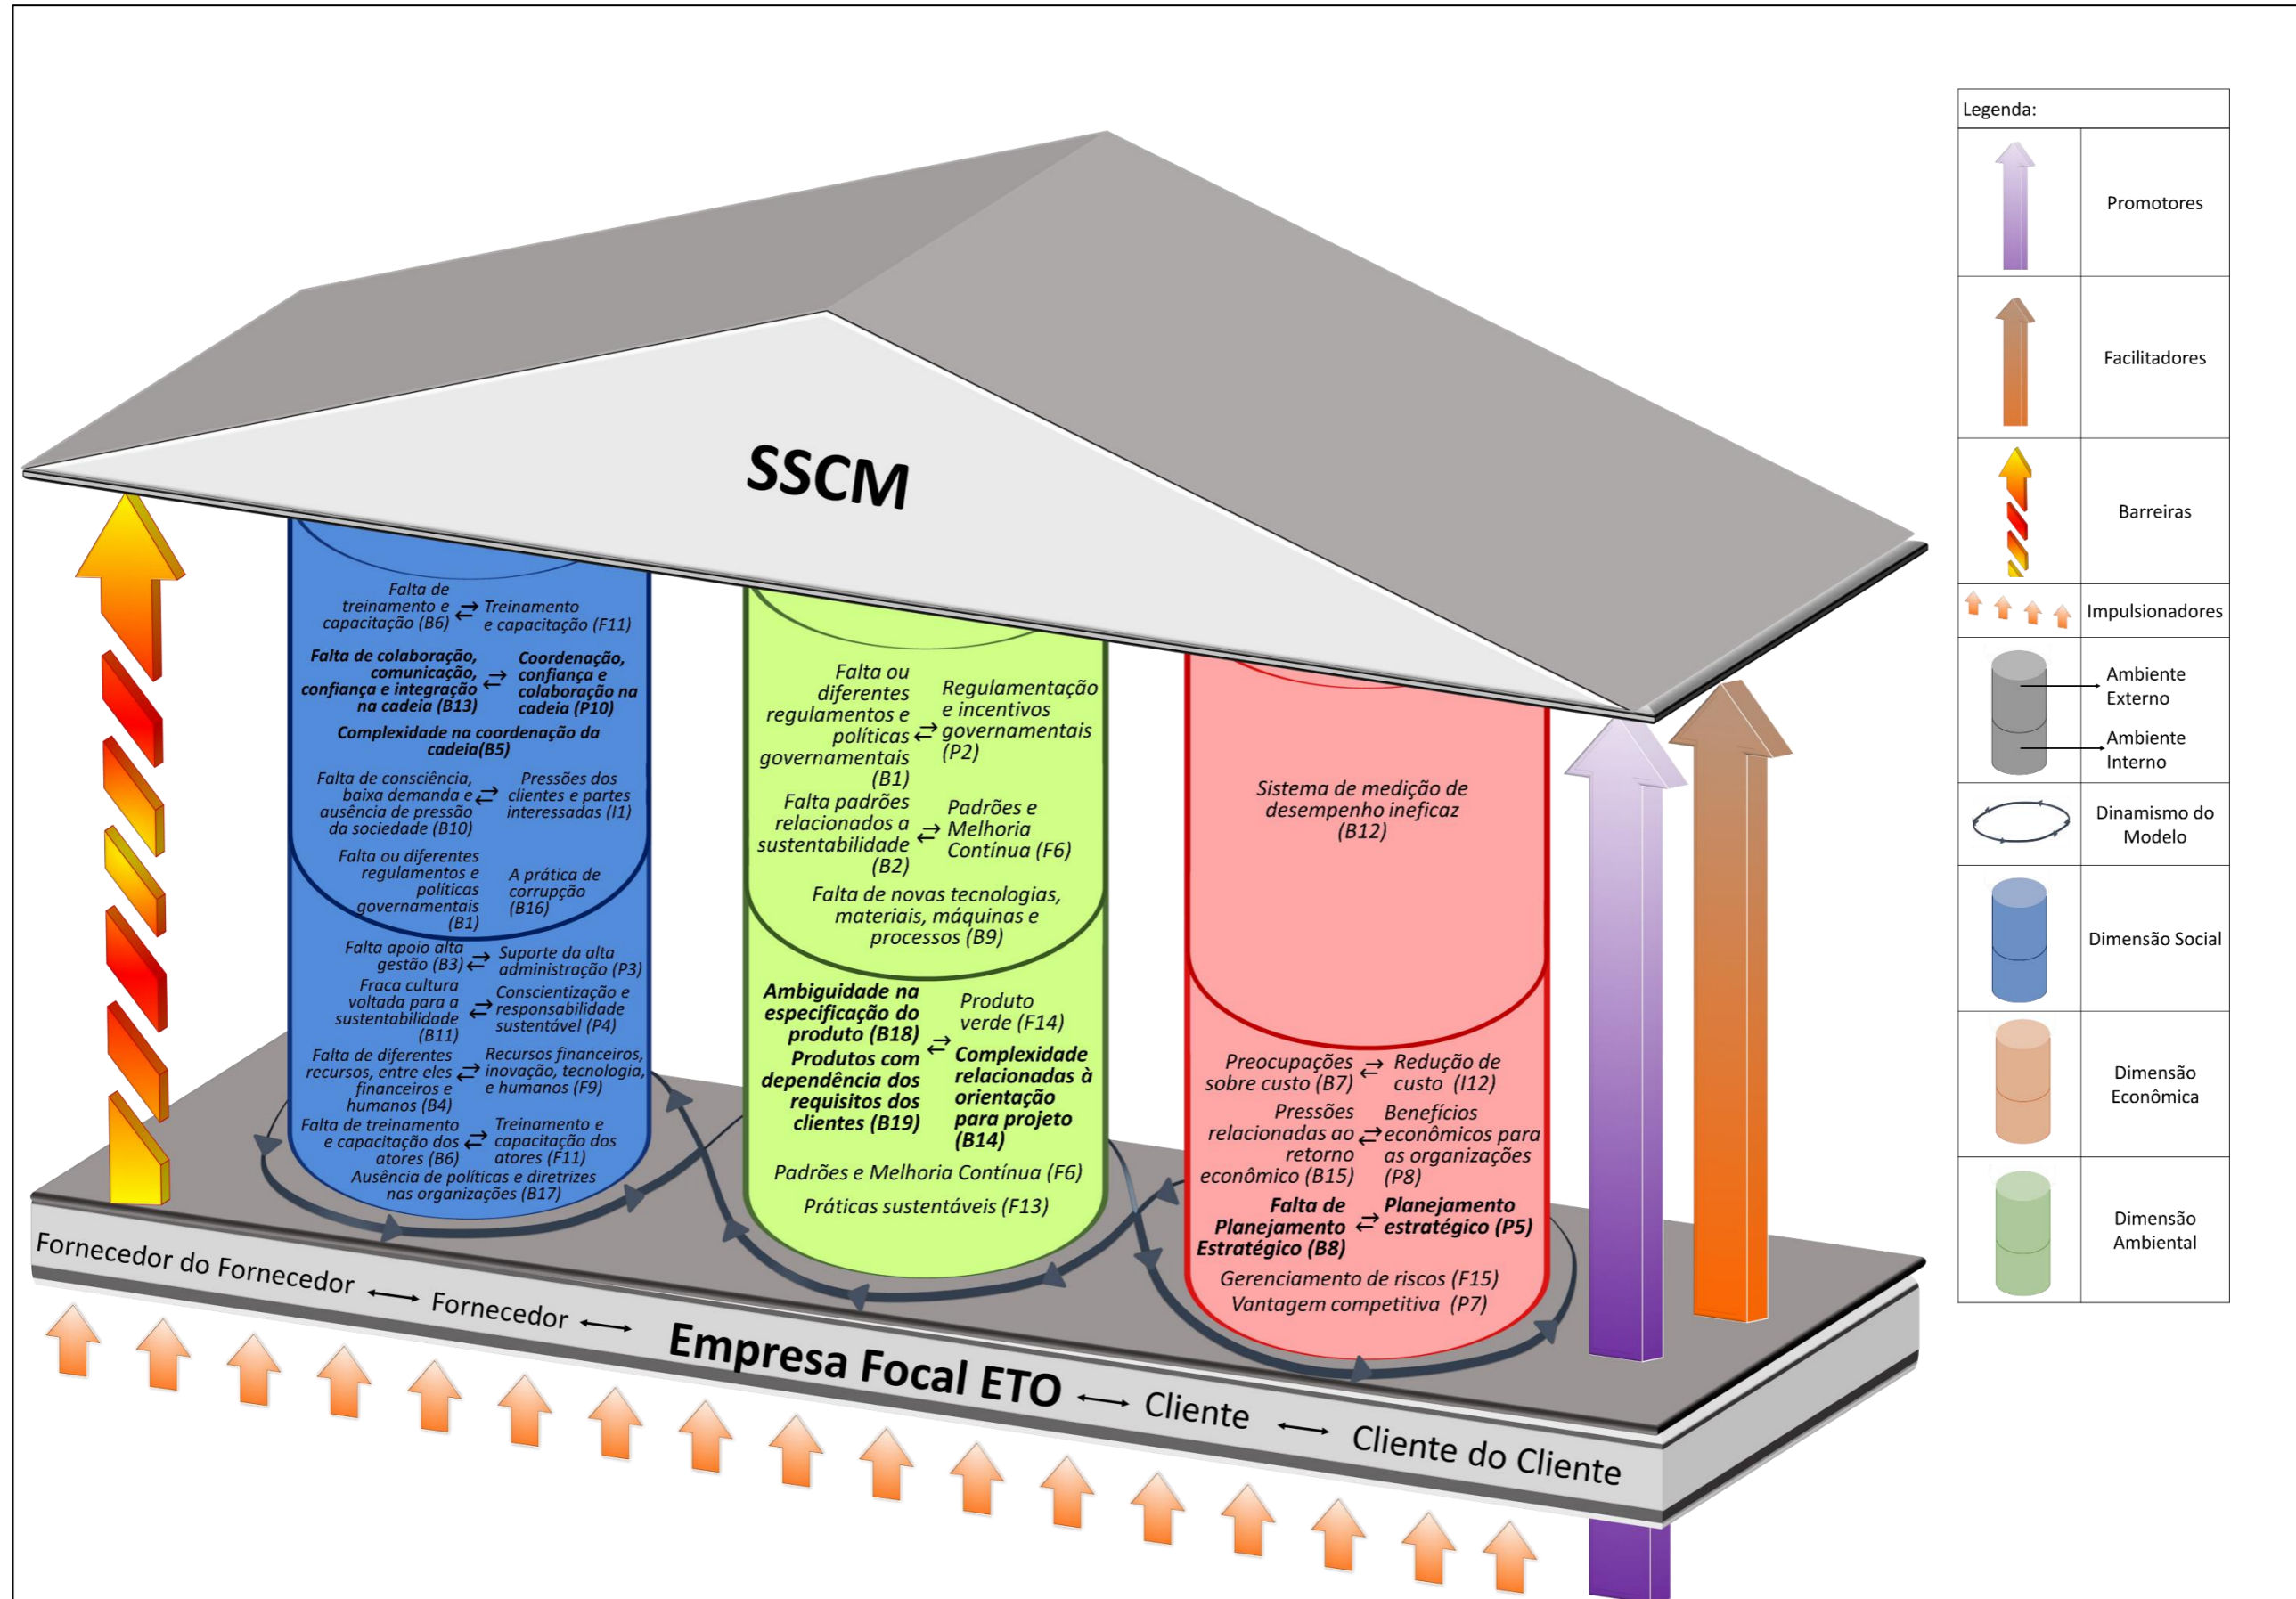 SSCM
Falta de
treinamento e
capacitação (B6)
Treinamento
e capacitação (F11)
Falta de colaboração,
comunicação,
confiança e integração
na cadeia (B13)
Coordenação,
confiança e
colaboração na
cadeia (P10)
Complexidade na coordenação da
cadeia(B5)
Falta de consciência,
baixa demanda e
ausência de pressão
da sociedade (B10)
Pressões dos
clientes e partes
interessadas (I1)
Falta ou diferentes
regulamentos e
políticas
governamentais
(B1)
A prática de
corrupção
(B16)
Falta apoio alta
gestão (B3)
Suporte da alta
administração (P3)
Fraca cultura
voltada para a
sustentabilidade
(B11)
Conscientização e
responsabilidade
sustentável (P4)
Falta de diferentes
recursos, entre eles
financeiros e
humanos (B4)
Recursos financeiros,
inovação, tecnologia,
e humanos (F9)
Falta de treinamento
e capacitação dos
atores (B6)
Treinamento e
capacitação dos
atores (F11)
Ausência de políticas e diretrizes
nas organizações (B17)
Falta ou
diferentes
regulamentos e
políticas
governamentais
(B1)
Regulamentação
e incentivos
governamentais
(P2)
Falta padrões
relacionados a
sustentabilidade
(B2)
Padrões e
Melhoria
Contínua (F6)
Falta de novas tecnologias,
materiais, máquinas e
processos (B9)
Ambiguidade na
especificação do
produto (B18)
Produtos com
dependência dos
requisitos dos
clientes (B19)
Produto
verde (F14)
Complexidade
relacionadas à
orientação
para projeto
(B14)
Padrões e Melhoria Contínua (F6)
Práticas sustentáveis (F13)
Sistema de medição de
desempenho ineficaz
(B12)
Preocupações
sobre custo (B7)
Redução de
custo (I12)
Pressões
relacionadas ao
retorno
econômico (B15)
Benefícios
econômicos para
as organizações
(P8)
Falta de
Planejamento
Estratégico (B8)
Planejamento
estratégico (P5)
Gerenciamento de riscos (F15)
Vantagem competitiva (P7)
Fornecedor do Fornecedor
Fornecedor
Empresa Focal ETO
Cliente
Cliente do Cliente
Legenda:
Promotores
Facilitadores
Barreiras
Impulsionadores
Ambiente
Externo
Ambiente
Interno
Dinamismo do
Modelo
Dimensão Social
Dimensão
Econômica
Dimensão
Ambiental